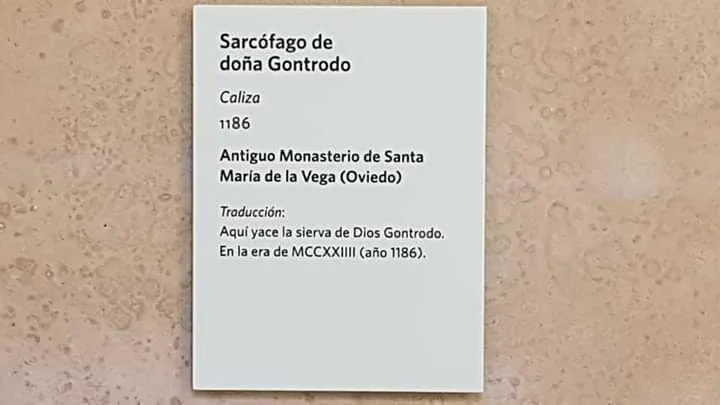 Sarcófago de
doña Gontrodo
Caliza
1186
Antiguo Monasterio de Santa
María de la Vega (Oviedo)
Traducción:
Aquí yace la sierva de Dios Gontrodo.
En la era de MCCXXIIII (año 1186).